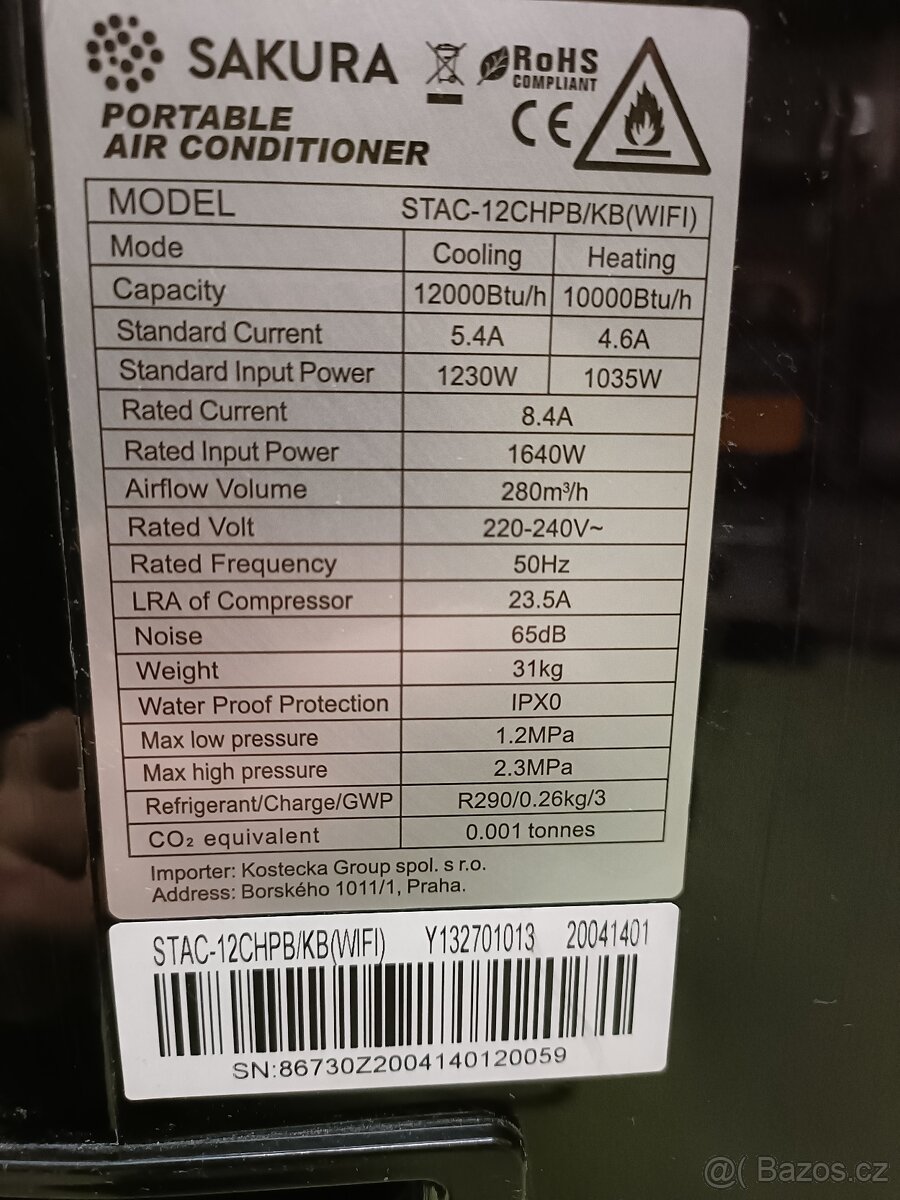 SAKURA
RoHS
COMPLIANT
CE
PORTABLE
AIR CONDITIONER
MODEL STAC-12CHPB/KB(WIFI)
Mode Cooling Heating
Capacity 12000Btu/h 10000Btu/h
Standard Current 5.4A 4.6A
Standard Input Power 1230W 1035W
Rated Current 8.4A
Rated Input Power 1640W
Airflow Volume 280m³/h
Rated Volt 220-240V~
Rated Frequency 50Hz
LRA of Compressor 23.5A
Noise 65dB
Weight 31kg
Water Proof Protection IPX0
Max low pressure 1.2MPa
Max high pressure 2.3MPa
Refrigerant/Charge/GWP R290/0.26kg/3
CO₂ equivalent 0.001 tonnes
Importer: Kostecka Group spol. s r.o.
Address: Borského 1011/1, Praha.
STAC-12CHPB/KB(WIFI) Y132701013 20041401
SN:86730Z2004140120059
@( Bazos.cz